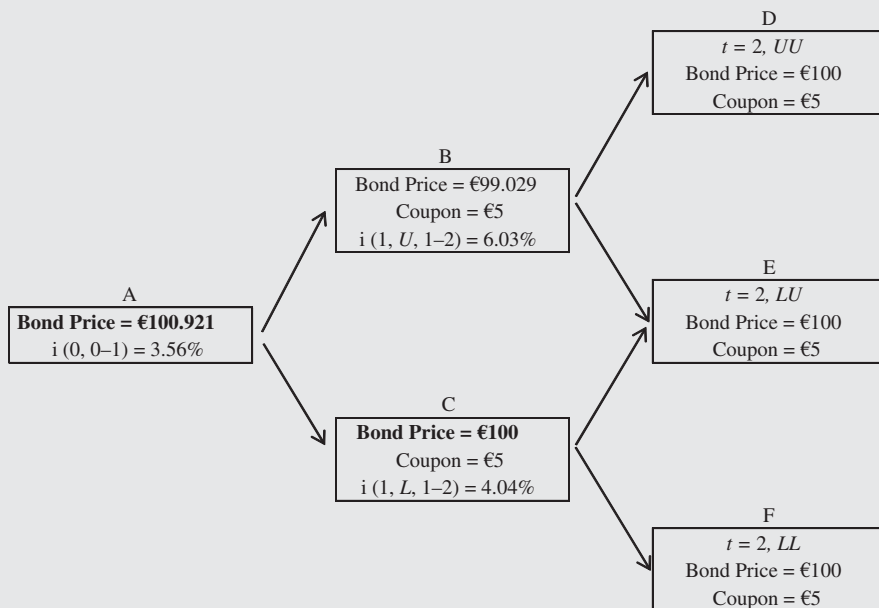 D
t = 2, UU
Bond Price = €100
Coupon = €5
B
Bond Price = €99.029
Coupon = €5
i (1, U, 1–2) = 6.03%
E
t = 2, LU
Bond Price = €100
Coupon = €5
A
Bond Price = €100.921
i (0, 0–1) = 3.56%
C
Bond Price = €100
Coupon = €5
i (1, L, 1–2) = 4.04%
F
t = 2, LL
Bond Price = €100
Coupon = €5